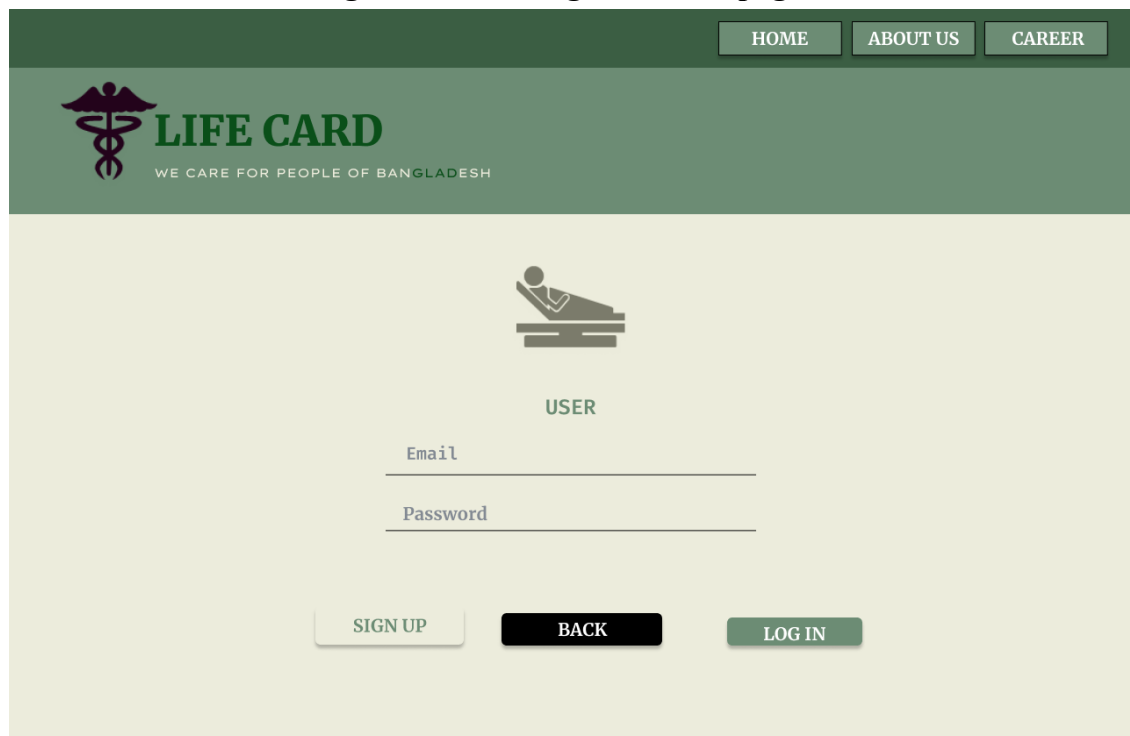 HOME ABOUT US CAREER
LIFE CARD
WE CARE FOR PEOPLE OF BANGLADESH
USER
Email
Password
SIGN UP BACK LOG IN